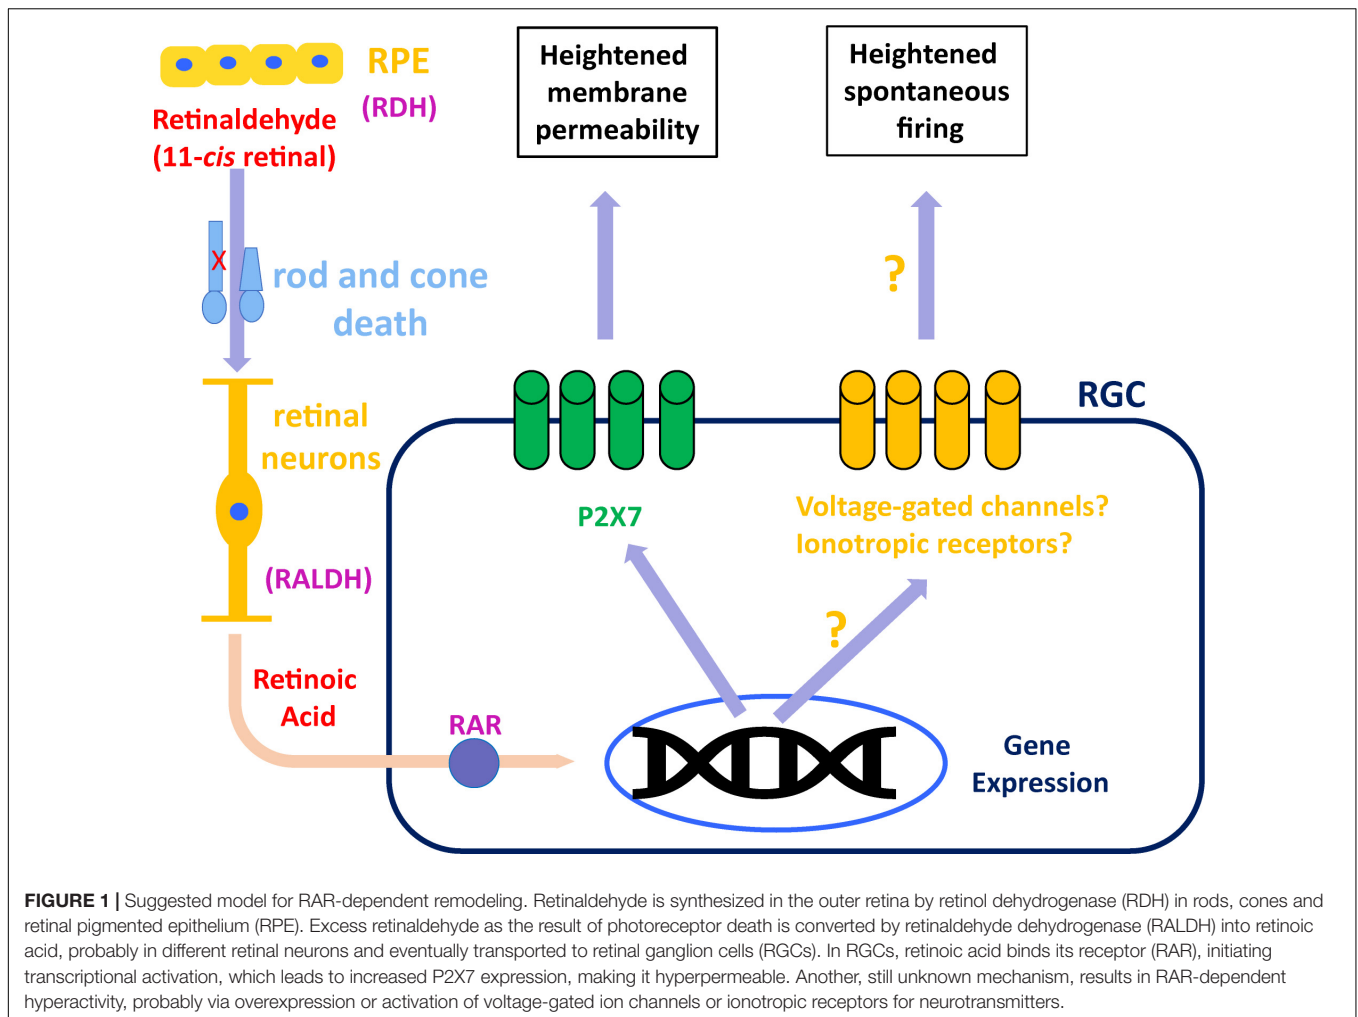 RPE
(RDH)
Retinaldehyde
(11-cis retinal)
X
rod and cone
death
retinal
neurons
(RALDH)
Retinoic
Acid
Heightened
membrane
permeability
Heightened
spontaneous
firing
?
RGC
P2X7
Voltage-gated channels?
Ionotropic receptors?
?
RAR
Gene
Expression
FIGURE 1 | Suggested model for RAR-dependent remodeling. Retinaldehyde is synthesized in the outer retina by retinol dehydrogenase (RDH) in rods, cones and
retinal pigmented epithelium (RPE). Excess retinaldehyde as the result of photoreceptor death is converted by retinaldehyde dehydrogenase (RALDH) into retinoic
acid, probably in different retinal neurons and eventually transported to retinal ganglion cells (RGCs). In RGCs, retinoic acid binds its receptor (RAR), initiating
transcriptional activation, which leads to increased P2X7 expression, making it hyperpermeable. Another, still unknown mechanism, results in RAR-dependent
hyperactivity, probably via overexpression or activation of voltage-gated ion channels or ionotropic receptors for neurotransmitters.